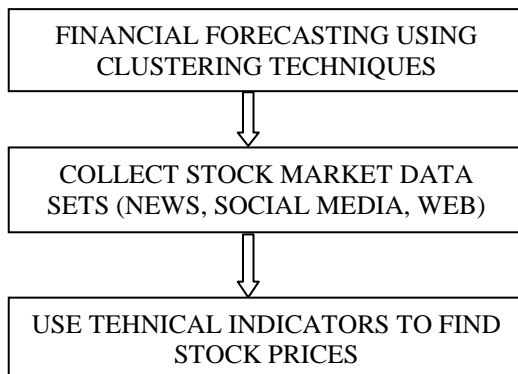 FINANCIAL FORECASTING USING
CLUSTERING TECHNIQUES
COLLECT STOCK MARKET DATA
SETS (NEWS, SOCIAL MEDIA, WEB)
USE TEHNICAL INDICATORS TO FIND
STOCK PRICES